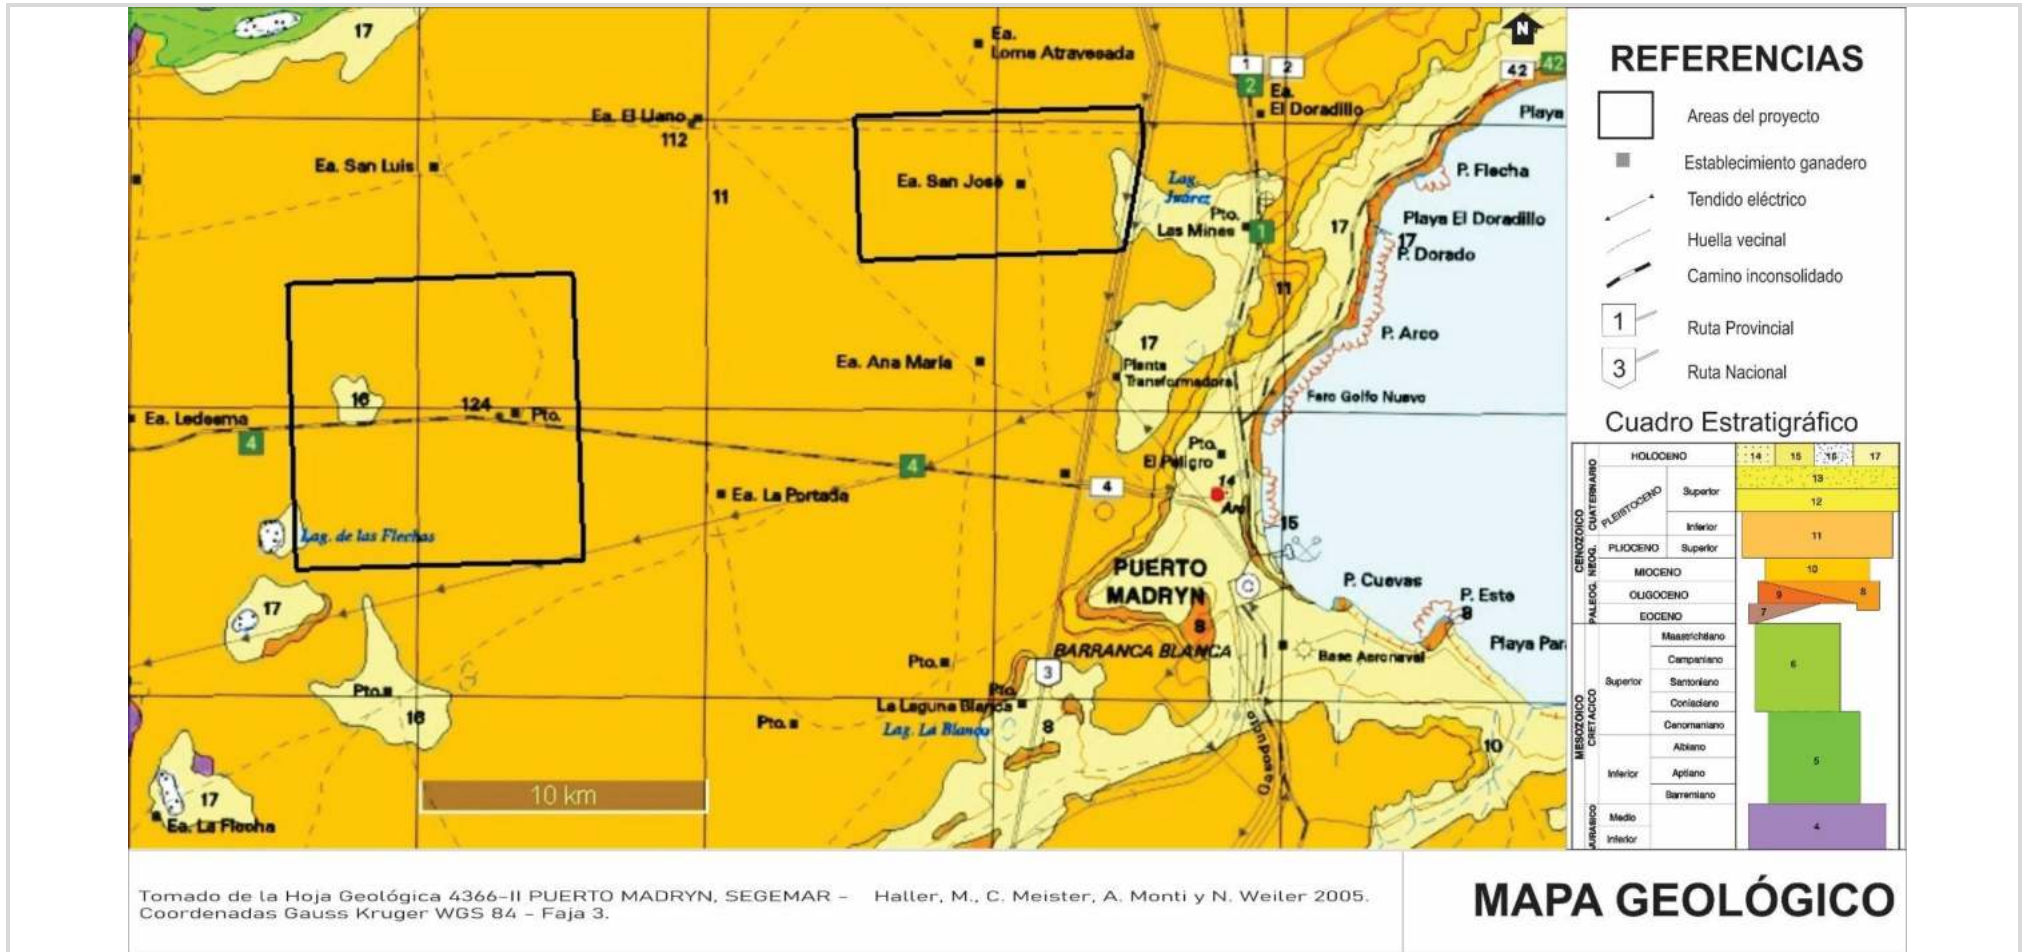 17
Ea.
Loma Atravesada
1
2
2
42
42
Ea.
El Doradillo
Playa
Ea. El Llano
112
Ea. San Luis
11
Ea. San José
Lag.
Juárez
Pto.
Las Minas
1
P. Flecha
17
Playa El Doradillo
17
P. Dorado
11
P. Arco
17
Planta
Transformadora
Ea. Ana María
Faro Golfo Nuevo
16
124
Pto.
Ea. Ledesma
4
4
Pto.
El Peligro
14
4
Ea. La Portada
15
Lag. de las Flechas
PUERTO
MADRYN
C
P. Cuevas
P. Este
8
8
17
BARRANCA BLANCA
Base Aeronaval
Playa Par
Pto.
3
Pto.
Pto.
La Laguna Blanca
16
Pto.
Lag. La Blanca
8
10
Gasoducto
10 km
17
Ea. La Flecha
N
REFERENCIAS
Areas del proyecto
Establecimiento ganadero
Tendido eléctrico
Huella vecinal
Camino inconsolidado
1
Ruta Provincial
3
Ruta Nacional
Cuadro Estratigráfico
CENOZOICO
CUATERNARIO
HOLOCENO
14
15
16
17
PLEISTOCENO
Superior
13
12
Inferior
11
NEOG.
PLIOCENO
Superior
MIOCENO
10
PALEOG.
OLIGOCENO
9
8
EOCENO
7
MESOZOICO
CRETACICO
Superior
Maastrichtiano
Campaniano
6
Santoniano
Coniaciano
Cenomaniano
Inferior
Albiano
Aptiano
5
Barremiano
JURASICO
Medio
4
Inferior
Tomado de la Hoja Geológica 4366-II PUERTO MADRYN, SEGEMAR - Haller, M., C. Meister, A. Monti y N. Weiler 2005.
Coordenadas Gauss Kruger WGS 84 - Faja 3.
MAPA GEOLÓGICO